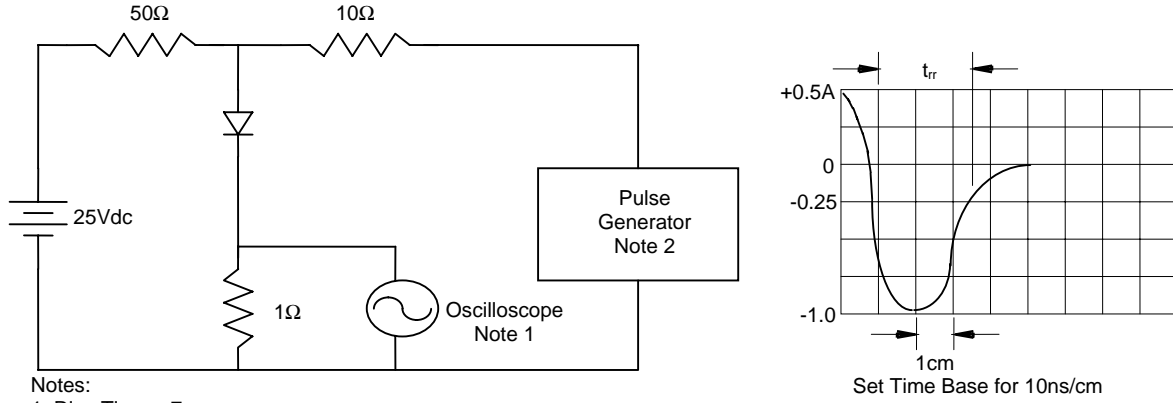 50Ω
10Ω
25Vdc
1Ω
Oscilloscope
Note 1
Pulse
Generator
Note 2
Notes:
trr
+0.5A
0
-0.25
-1.0
1cm
Set Time Base for 10ns/cm